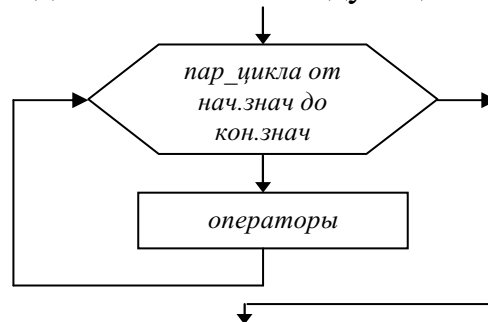 пар_цикла от
нач.знач до
кон.знач
операторы